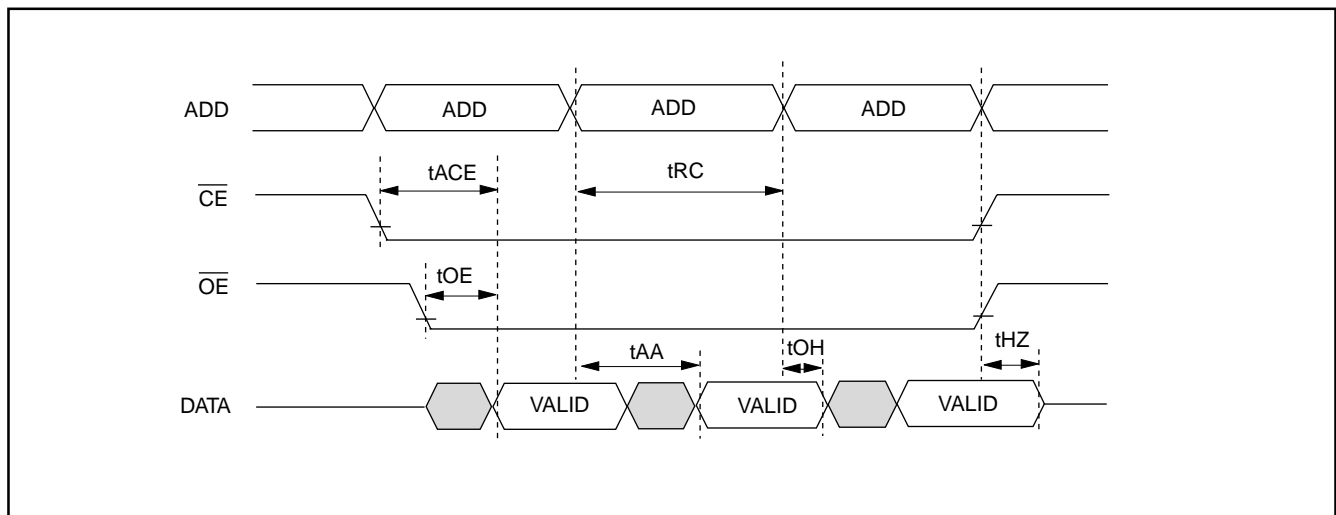 ADD ADD ADD ADD
tACE tRC
CE
tOE
OE
tAA tOH tHZ
DATA VALID VALID VALID